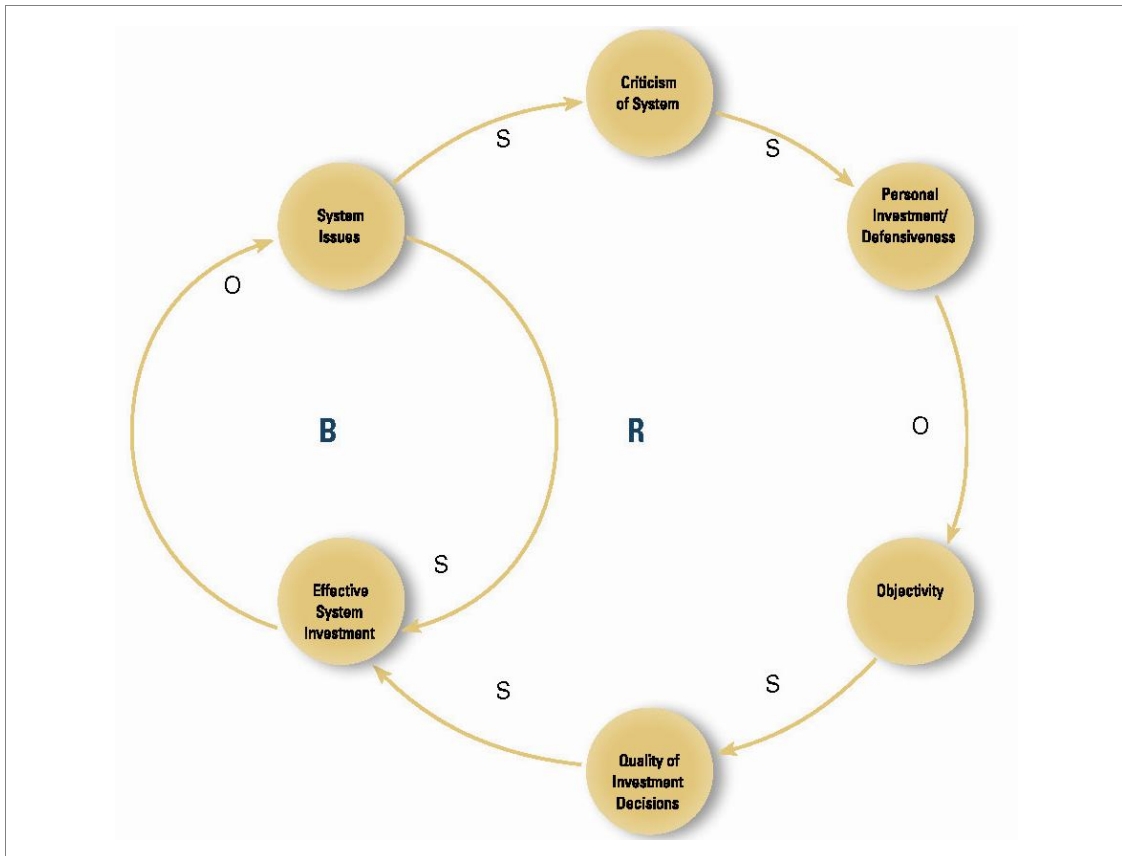 Criticism
of System
S
S
System
Issues
Personal
Investment/
Defensiveness
O
B
R
O
S
Effective
System
Investment
Objectivity
S
S
Quality of
Investment
Decisions